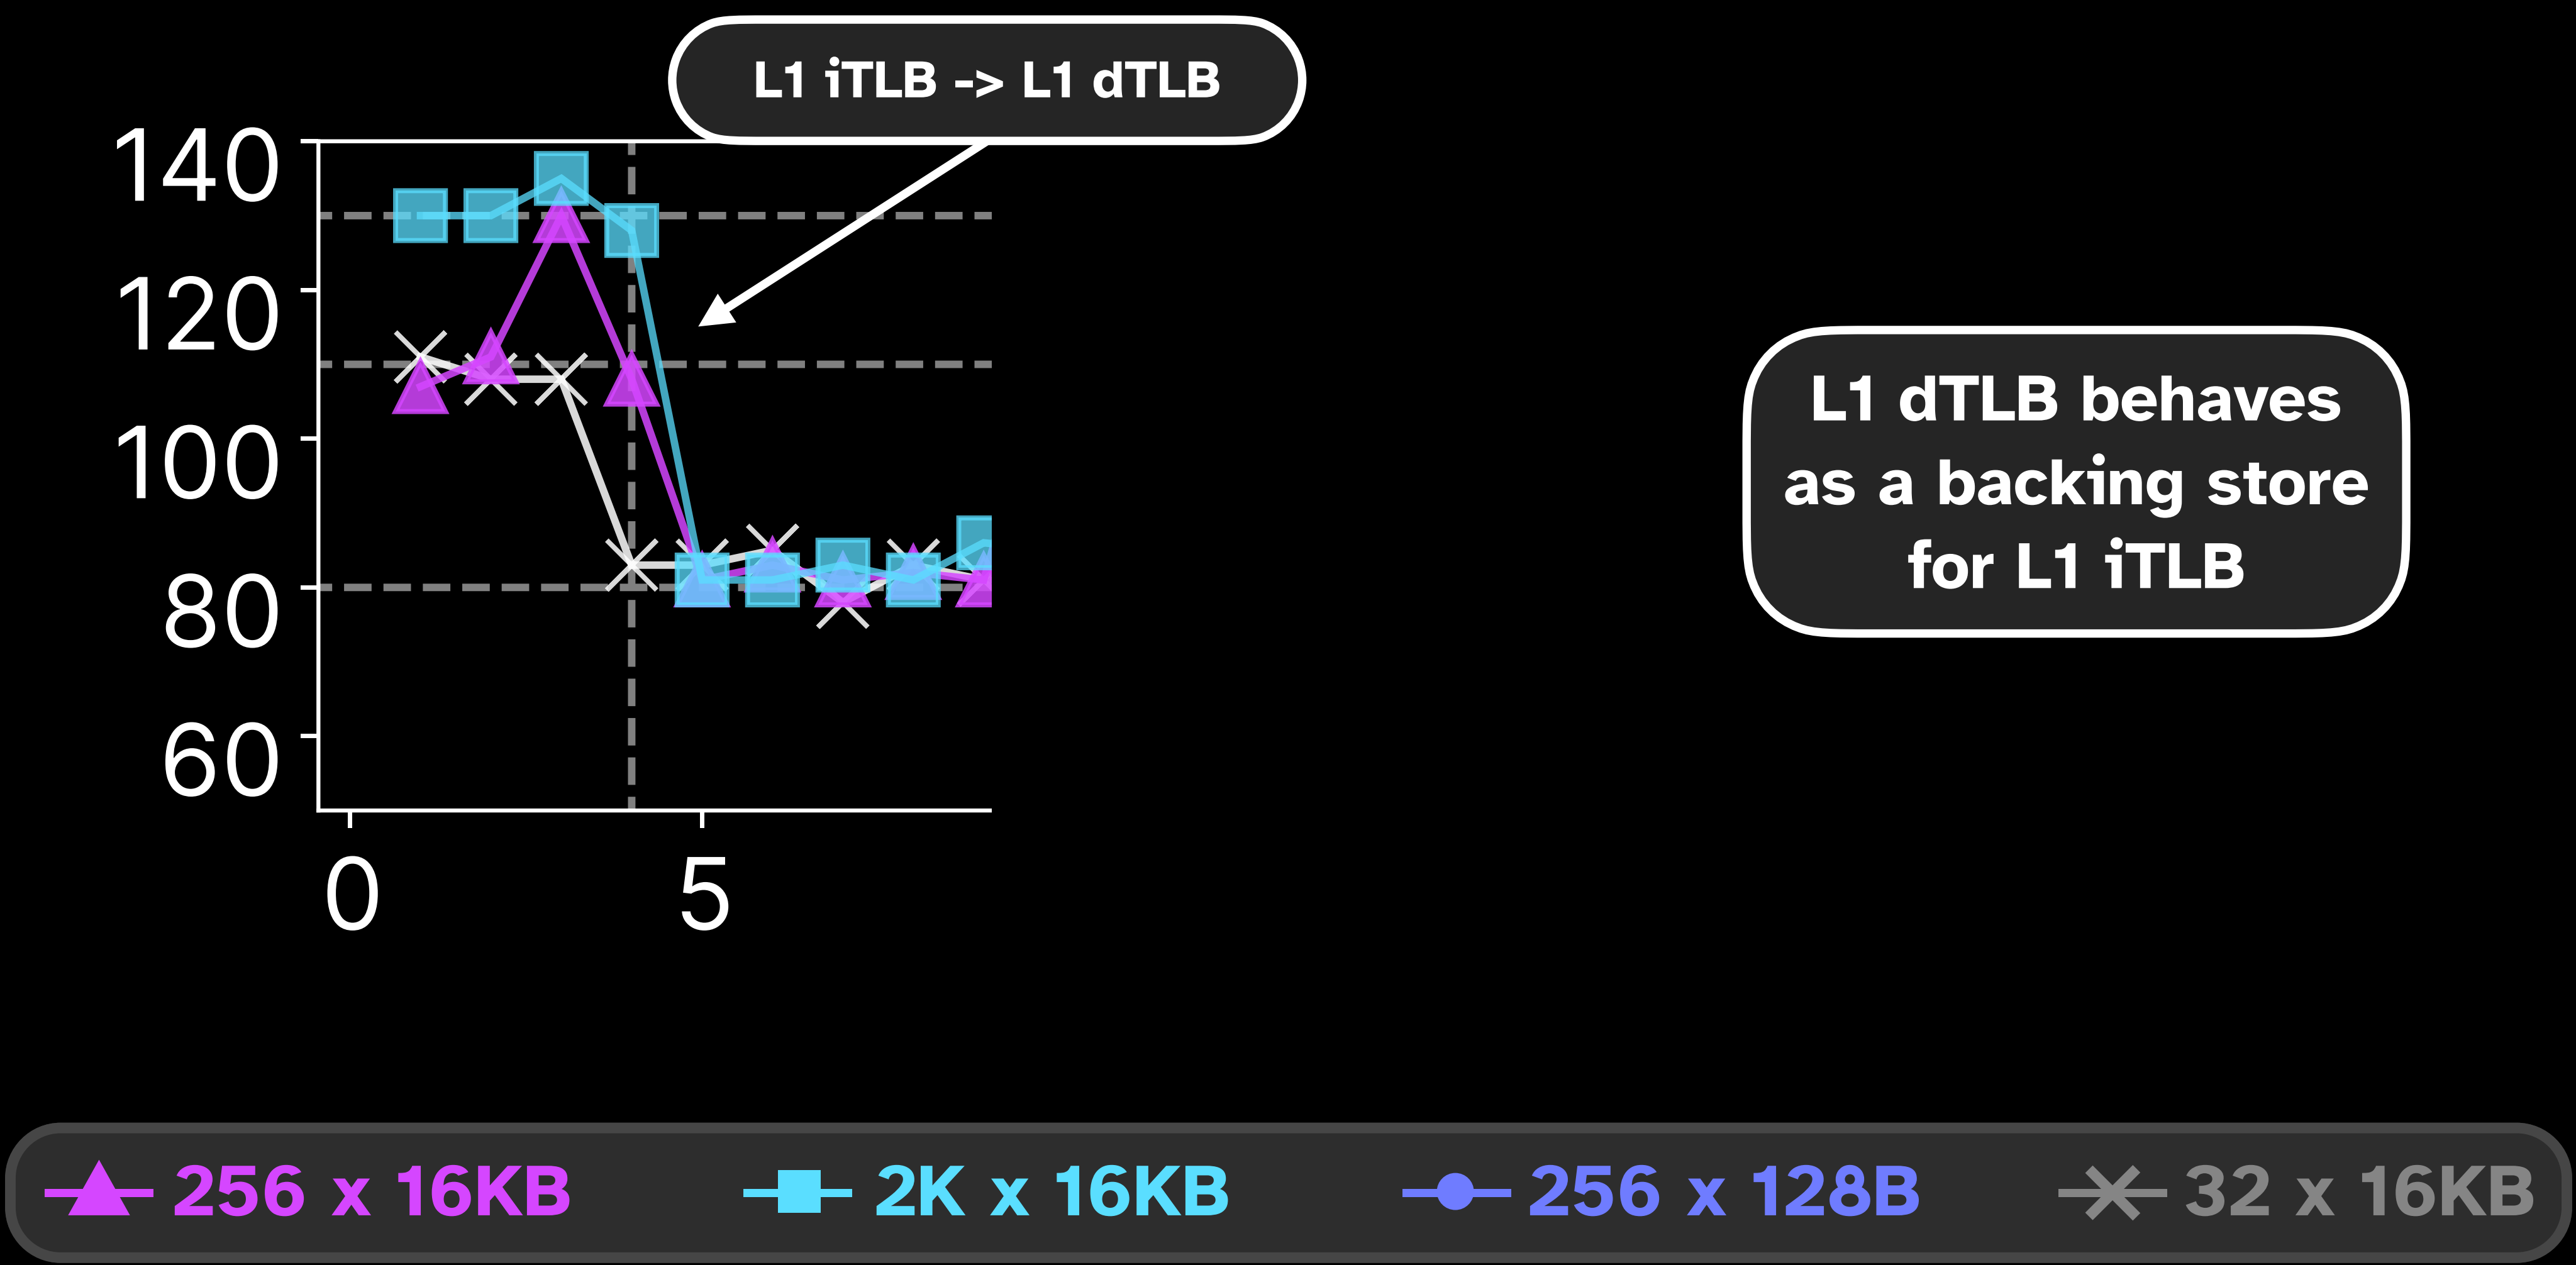 L1 iTLB -> L1 dTLB
140
120
100
80
60
0
5
L1 dTLB behaves
as a backing store
for L1 iTLB
256 x 16KB
2K x 16KB
256 x 128B
32 x 16KB